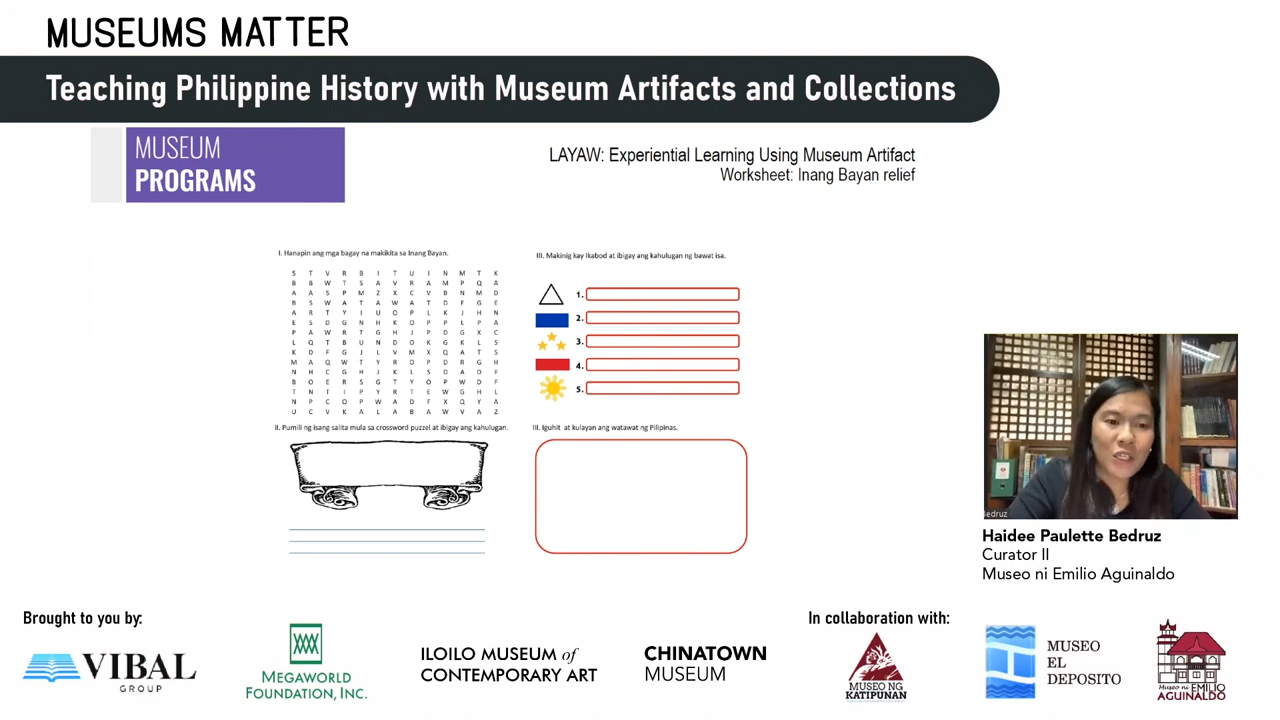 MUSEUMS MATTER
Teaching Philippine History with Museum Artifacts and Collections
MUSEUM
PROGRAMS
LAYAW: Experiential Learning Using Museum Artifact
Worksheet: Inang Bayan relief
I. Hanapin ang mga bagay na makikita sa Inang Bayan.
S T V R B I T U I N M T K
B B W T S A V R A M P Q A
A A S P M Z X C V B N M D
B S W A T A W A T D F G E
A R T Y I U O P L K J H N
E S D G N H K O P P L P A
P A W R T G H J P D G X C
L Q T B U N D O K G K L S
K D F G J L V M X Q A T S
M A Q W T Y R O P D R G H
N H C G H J K L S D A D F
B O E R S G T Y O P W D F
T N T I P Y R T E W G H L
N P C O P W A D F X Q Y A
U C V K A L A B A W V A Z
II. Pumili ng isang salita mula sa crossword puzzel at ibigay ang kahulugan.
III. Makinig kay Ikabod at ibigay ang kahulugan ng bawat isa.
1.
2.
3.
4.
5.
III. Iguhit at kulayan ang watawat ng Pilipinas.
Bedruz
Haidee Paulette Bedruz
Curator II
Museo ni Emilio Aguinaldo
Brought to you by:
In collaboration with:
VIBAL
GROUP
MEGAWORLD
FOUNDATION, INC.
ILOILO MUSEUM of
CONTEMPORARY ART
CHINATOWN
MUSEUM
MUSEO NG
KATIPUNAN
MUSEO
EL
DEPOSITO
Museo ni EMILIO
AGUINALDO